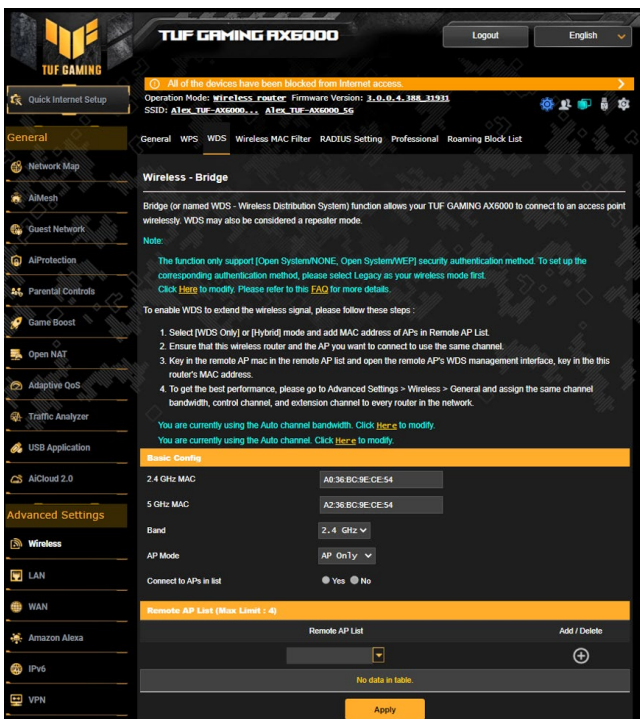 TUF GAMING
TUF GAMING AX6000
Logout
English
All of the devices have been blocked from Internet access.
Quick Internet Setup
Operation Mode: Wireless router Firmware Version: 3.0.0.4.388_31931
SSID: Alex_TUF-AX6000... Alex_TUF-AX6000_5G
General
General WPS WDS Wireless MAC Filter RADIUS Setting Professional Roaming Block List
Network Map
AiMesh
Guest Network
AiProtection
Parental Controls
Game Boost
Open NAT
Adaptive QoS
Traffic Analyzer
USB Application
AiCloud 2.0
Advanced Settings
Wireless
LAN
WAN
Amazon Alexa
IPv6
VPN
Wireless - Bridge
Bridge (or named WDS - Wireless Distribution System) function allows your TUF GAMING AX6000 to connect to an access point
wirelessly. WDS may also be considered a repeater mode.
Note:
The function only support [Open System/NONE, Open System/WEP] security authentication method. To set up the
corresponding authentication method, please select Legacy as your wireless mode first.
Click Here to modify. Please refer to this FAQ for more details.
To enable WDS to extend the wireless signal, please follow these steps :
1. Select [WDS Only] or [Hybrid] mode and add MAC address of APs in Remote AP List.
2. Ensure that this wireless router and the AP you want to connect to use the same channel.
3. Key in the remote AP mac in the remote AP list and open the remote AP's WDS management interface, key in the this
router's MAC address.
4. To get the best performance, please go to Advanced Settings > Wireless > General and assign the same channel
bandwidth, control channel, and extension channel to every router in the network.
You are currently using the Auto channel bandwidth. Click Here to modify.
You are currently using the Auto channel. Click Here to modify.
Basic Config
2.4 GHz MAC A0:36:BC:9E:CE:54
5 GHz MAC A2:36:BC:9E:CE:54
Band 2.4 GHz
AP Mode AP Only
Connect to APs in list Yes No
Remote AP List (Max Limit : 4)
Remote AP List Add / Delete
No data in table.
Apply